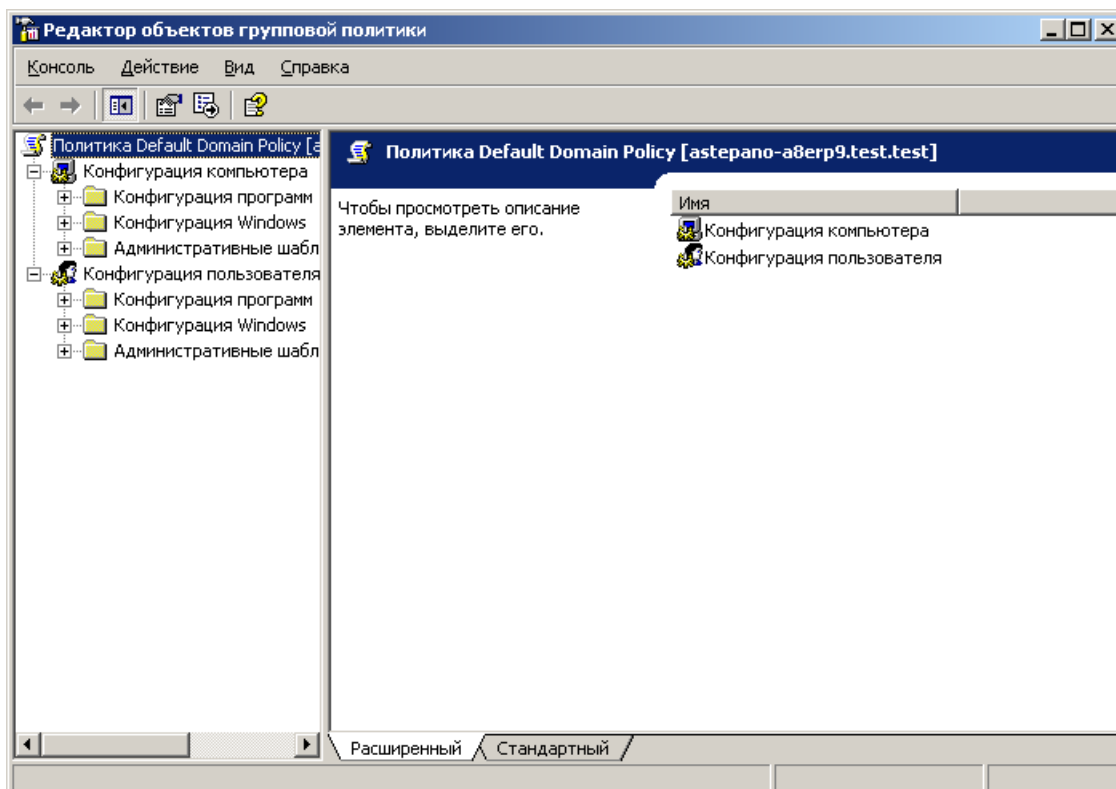 Редактор объектов групповой политики
Консоль Действие Вид Справка
Политика Default Domain Policy [a
Конфигурация компьютера
Конфигурация программ
Конфигурация Windows
Административные шабл
Конфигурация пользователя
Конфигурация программ
Конфигурация Windows
Административные шабл
Политика Default Domain Policy [astepano-a8erp9.test.test]
Чтобы просмотреть описание
элемента, выделите его.
Имя
Конфигурация компьютера
Конфигурация пользователя
Расширенный Стандартный